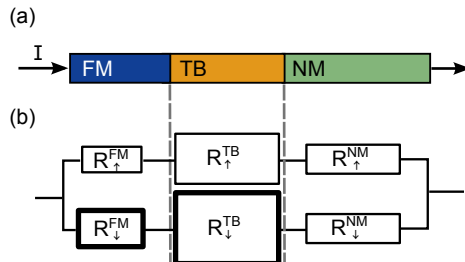 (a)
I
FM TB NM
(b)
R↑^FM R↑^TB R↑^NM
R↓^FM R↓^TB R↓^NM